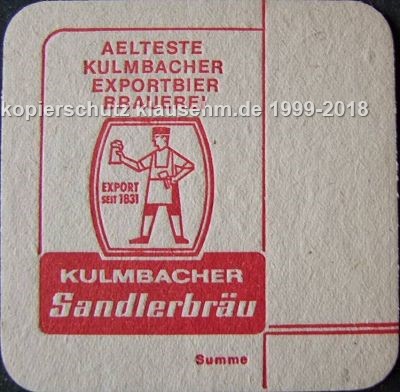 AELTESTE
KULMBACHER
EXPORTBIER
BRAUEREI
kopierschutz klausehm.de 1999-2018
EXPORT
SEIT 1831
KULMBACHER
Sandlerbräu
Summe